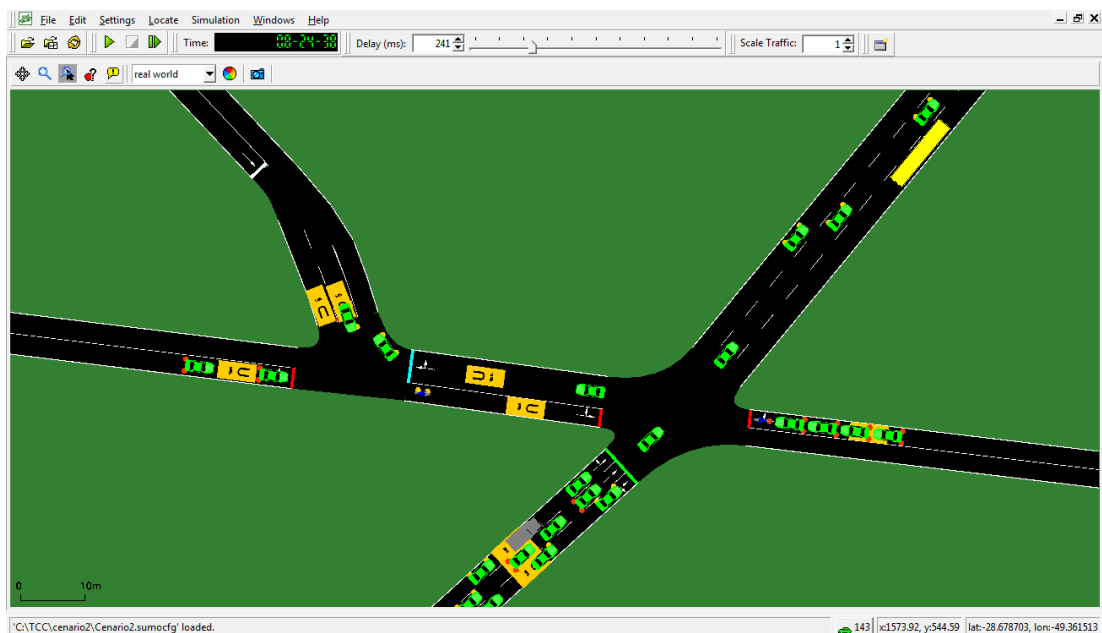 File Edit Settings Locate Simulation Windows Help
Time: 08-24-38 Delay (ms): 241 Scale Traffic: 1
real world
0 10m
'C:\TCC\cenario2\Cenario2.sumocfg' loaded. 143 x:1573.92, y:544.59 lat:-28.678703, lon:-49.361513